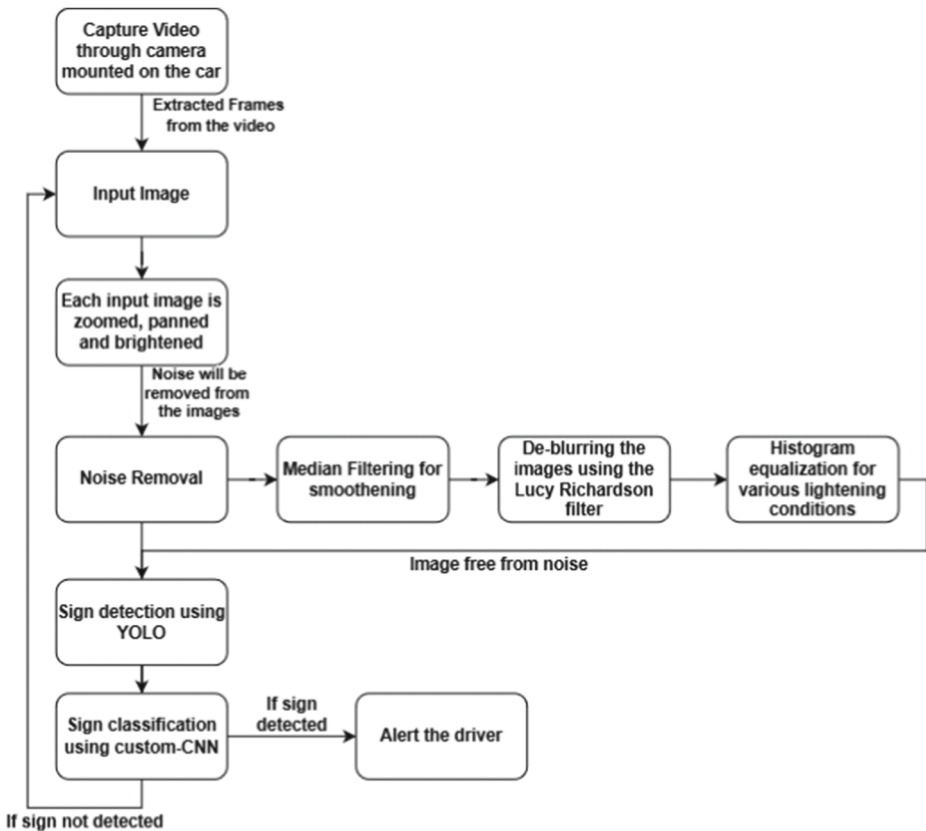 Capture Video
through camera
mounted on the car
Extracted Frames
from the video
Input Image
Each input image is
zoomed, panned
and brightened
Noise will be
removed from
the images
Noise Removal
Median Filtering for
smoothening
De-blurring the
images using the
Lucy Richardson
filter
Histogram
equalization for
various lightening
conditions
Image free from noise
Sign detection using
YOLO
Sign classification
using custom-CNN
If sign
detected
Alert the driver
If sign not detected